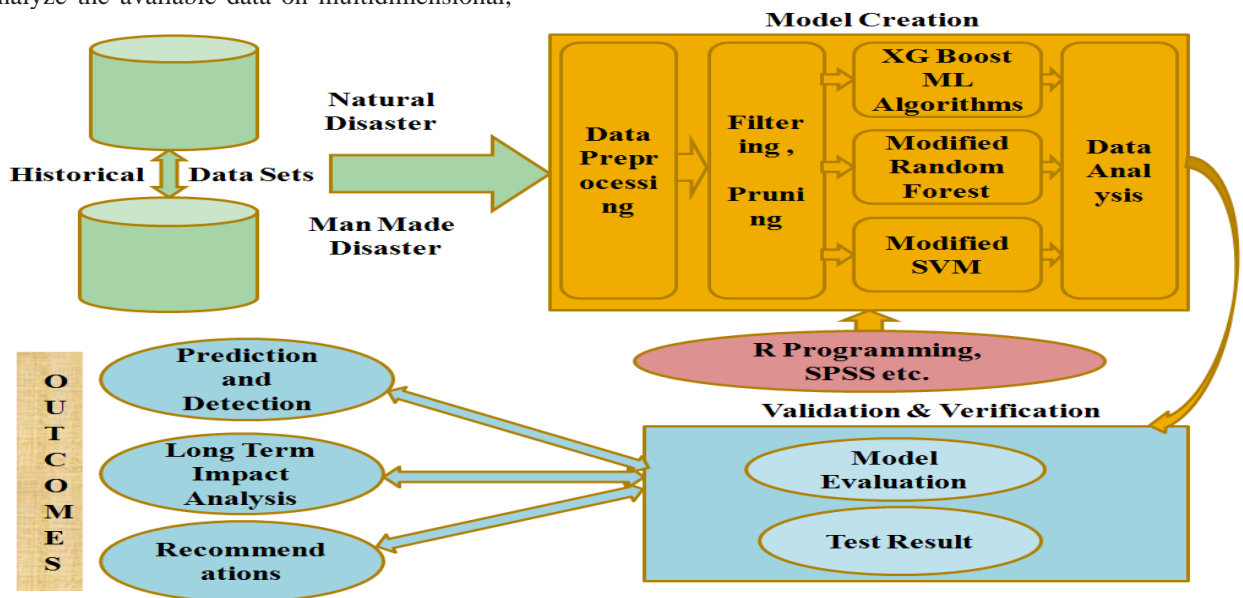 nalyze the available data on multidimensional,
Model Creation
Historical
Data Sets
Natural
Disaster
Man Made
Disaster
Data
Prepr
ocessi
ng
Filter
ing ,
Pruni
ng
XG Boost
ML
Algorithms
Modified
Random
Forest
Modified
SVM
Data
Anal
ysis
R Programming,
SPSS etc.
Validation & Verification
Model
Evaluation
Test Result
O
U
T
C
O
M
E
S
Prediction
and
Detection
Long Term
Impact
Analysis
Recommend
ations